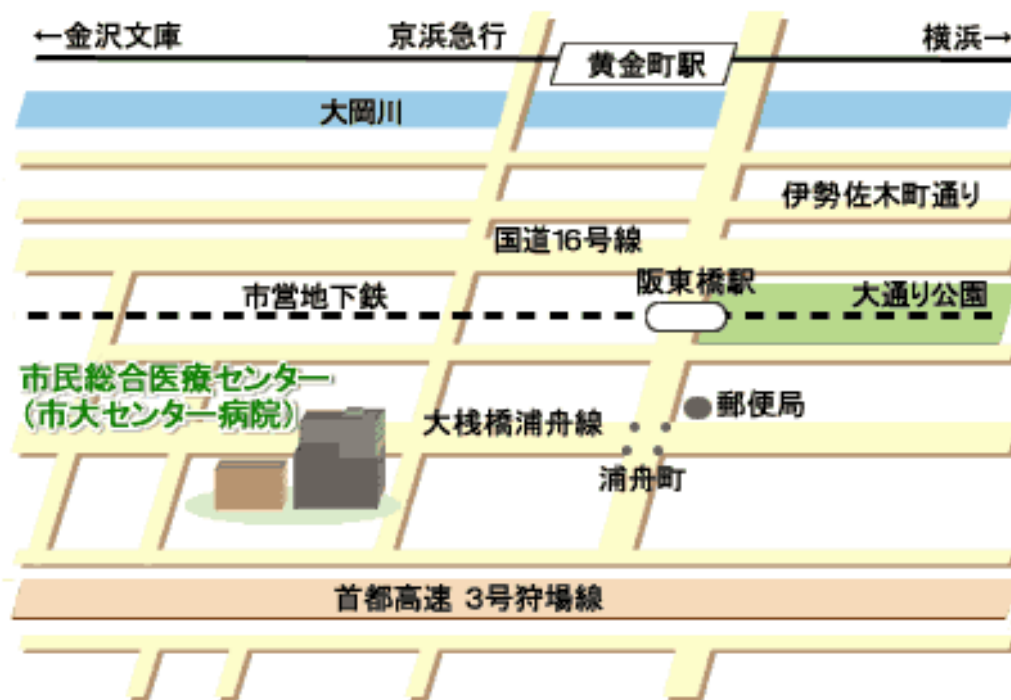 ←金沢文庫
京浜急行
横浜→
黄金町駅
大岡川
伊勢佐木町通り
国道16号線
阪東橋駅
市営地下鉄
大通り公園
市民総合医療センター
(市大センター病院)
郵便局
大桟橋浦舟線
浦舟町
首都高速 3号狩場線